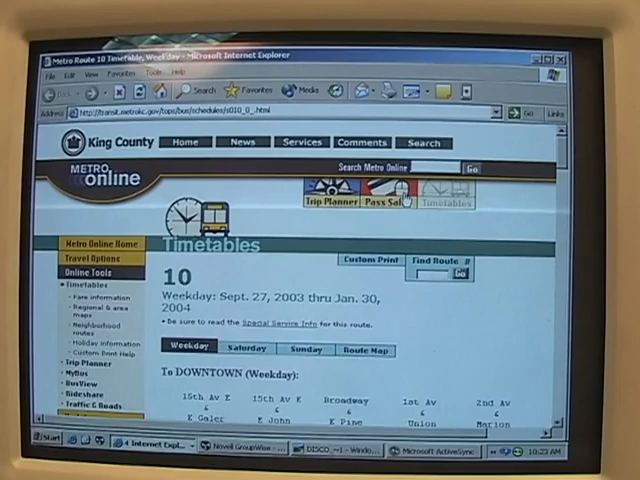 Metro Route 10 Timetable, Weekday - Microsoft Internet Explorer
File Edit View Favorites Tools Help
Back Search Favorites Media
Address http://transit.metrokc.gov/tops/bus/schedules/s010_0_.html Go Links
King County Home News Services Comments Search
METRO online
Search Metro Online Go
Trip Planner Pass Sal Timetables
Timetables
Metro Online Home
Travel Options
Online Tools
Timetables
Fare information
Regional & area
maps
Neighborhood
routes
Holiday information
Custom Print Help
Trip Planner
MyBus
BusView
Rideshare
Traffic & Roads
Custom Print Find Route #
Go
10
Weekday: Sept. 27, 2003 thru Jan. 30,
2004
• Be sure to read the Special Service Info for this route.
Weekday Saturday Sunday Route Map
To DOWNTOWN (Weekday):
15th Av E 15th Av E Broadway 1st Av 2nd Av
& & & & &
E Galer E John E Pine Union Marion
Start 4 Internet Expl... Novell GroupWise - ... DISCO_~1 - Windo... Microsoft ActiveSync 10:23 AM